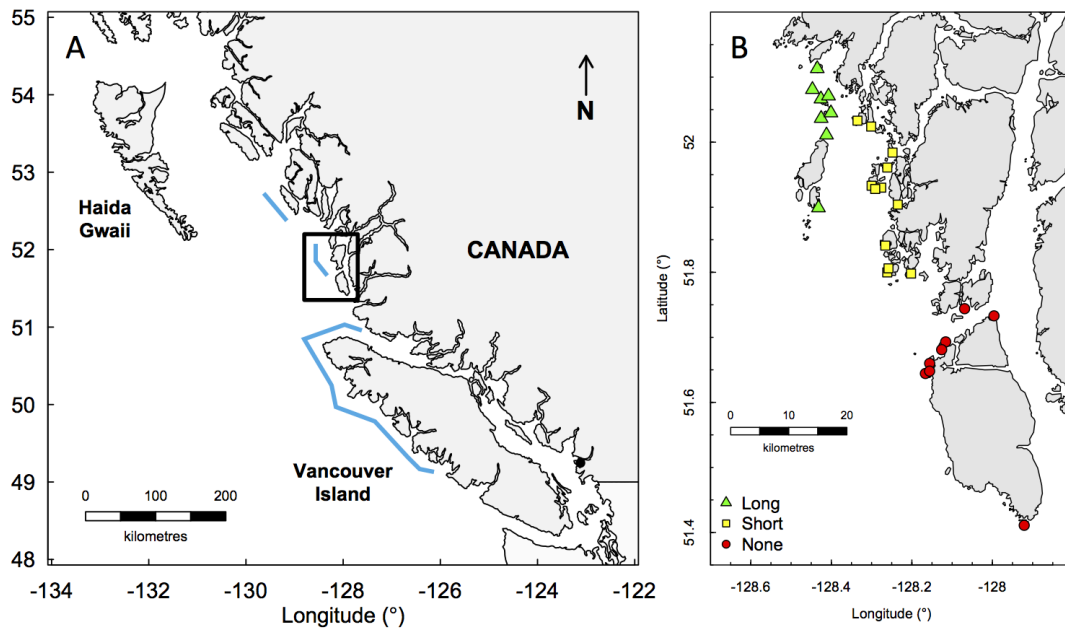 A
55
54
53
52
51
50
49
48
N
Haida
Gwaii
CANADA
Vancouver
Island
0 100 200
kilometres
-134 -132 -130 -128 -126 -124 -122
Longitude (°)
B
52
51.8
51.6
51.4
Latitude (°)
0 10 20
kilometres
Long
Short
None
-128.6 -128.4 -128.2 -128
Longitude (°)